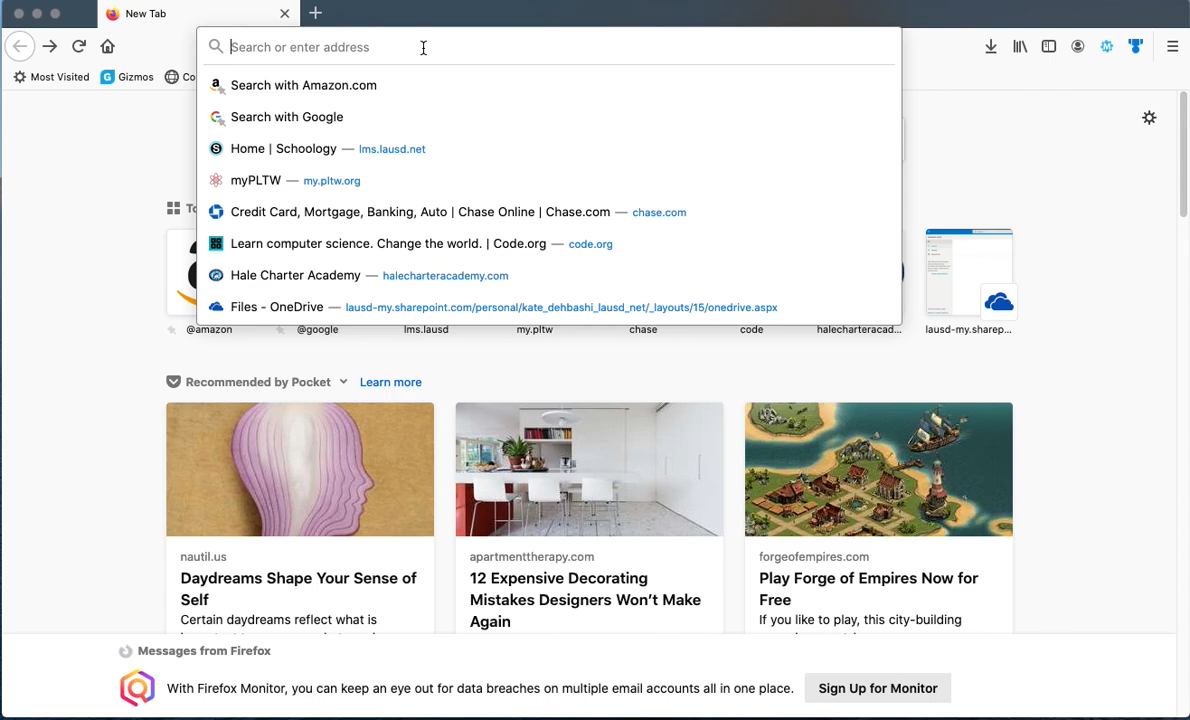 New Tab
Search or enter address
Most Visited
Gizmos
Co
Search with Amazon.com
Search with Google
Home | Schoology — lms.lausd.net
myPLTW — my.pltw.org
Credit Card, Mortgage, Banking, Auto | Chase Online | Chase.com — chase.com
Learn computer science. Change the world. | Code.org — code.org
Hale Charter Academy — halecharteracademy.com
Files - OneDrive — lausd-my.sharepoint.com/personal/kate_dehbashi_lausd_net/_layouts/15/onedrive.aspx
@amazon
@google
lms.lausd
my.pltw
chase
code
halecharteracad...
lausd-my.sharep...
Recommended by Pocket
Learn more
nautil.us
Daydreams Shape Your Sense of
Self
Certain daydreams reflect what is
apartmenttherapy.com
12 Expensive Decorating
Mistakes Designers Won't Make
Again
forgeofempires.com
Play Forge of Empires Now for
Free
If you like to play, this city-building
Messages from Firefox
With Firefox Monitor, you can keep an eye out for data breaches on multiple email accounts all in one place.
Sign Up for Monitor